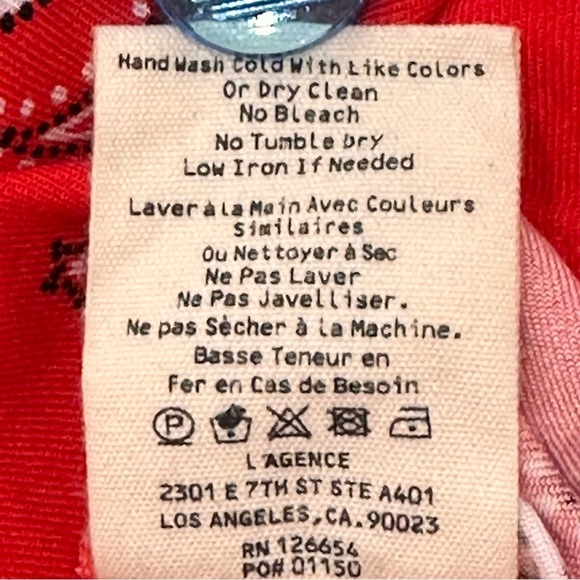 Hand Wash Cold With Like Colors
Or Dry Clean
No Bleach
No Tumble Dry
Low Iron If Needed
Laver à la Main Avec Couleurs
Similaires
Ou Nettoyer à Sec
Ne Pas Laver
Ne Pas Javelliser.
Ne pas Sècher à la Machine.
Basse Teneur en
Fer en Cas de Besoin
P
L'AGENCE
2301 E 7TH ST STE A401
LOS ANGELES, CA. 90023
RN 126654
PO# 01150